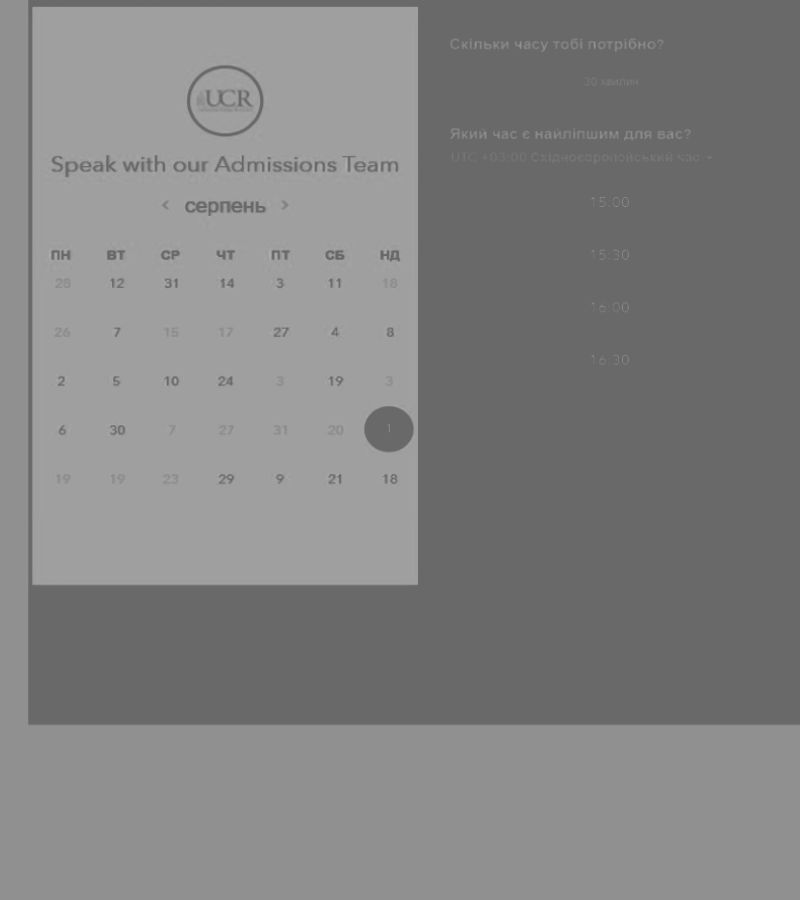 UCR
Speak with our Admissions Team
< серпень >
ПН ВТ СР ЧТ ПТ СБ НД
28 12 31 14 3 11 18
26 7 15 17 27 4 8
2 5 10 24 3 19 3
6 30 7 27 31 20 1
19 19 23 29 9 21 18
Скільки часу тобі потрібно?
30 хвилин
Який час є найліпшим для вас?
UTC +03:00 Східноєвропейський час
15:00
15:30
16:00
16:30